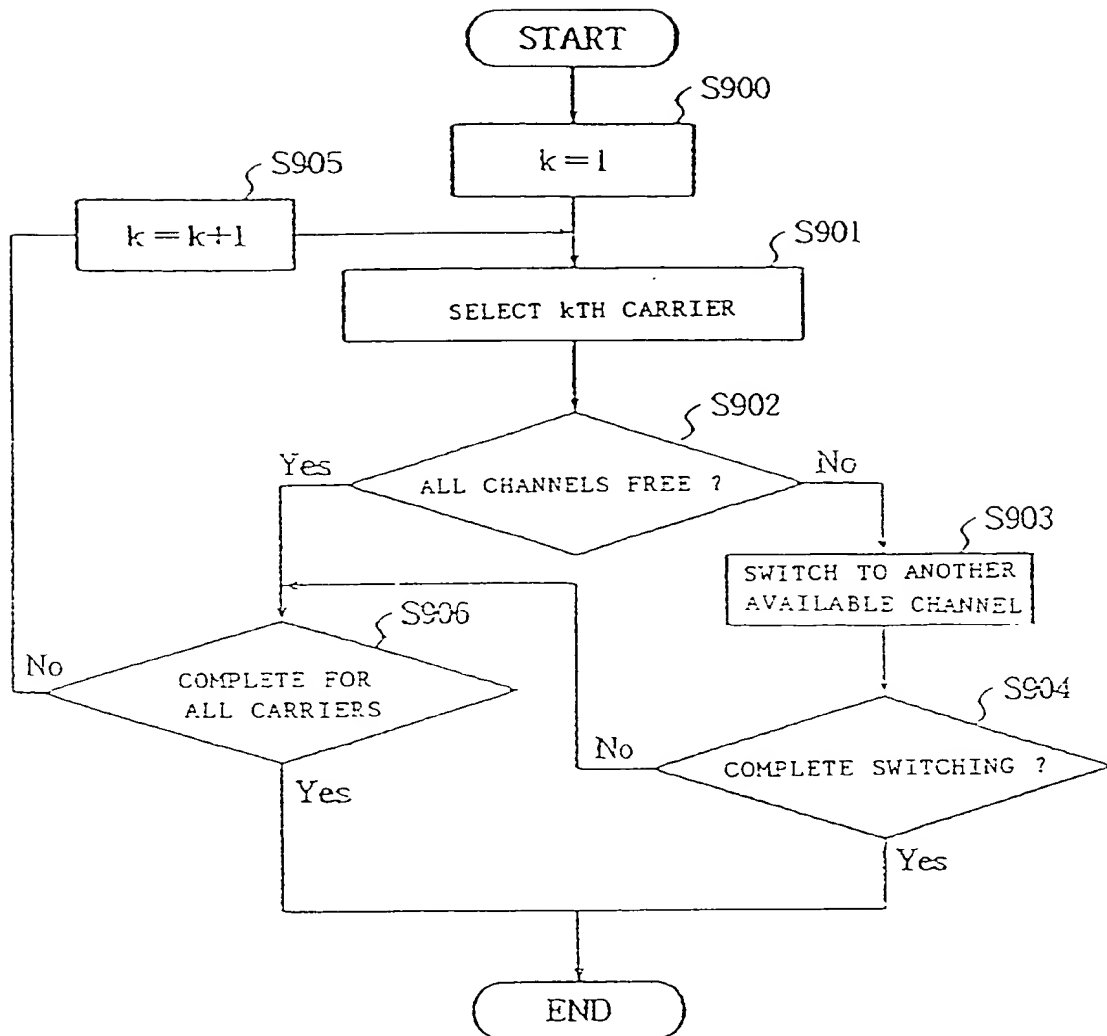 START
S900
k=1
S905
k=k+1
S901
SELECT kTH CARRIER
S902
Yes
ALL CHANNELS FREE ?
No
S903
SWITCH TO ANOTHER
AVAILABLE CHANNEL
S906
No
COMPLETE FOR
ALL CARRIERS
S904
No
COMPLETE SWITCHING ?
Yes
Yes
END